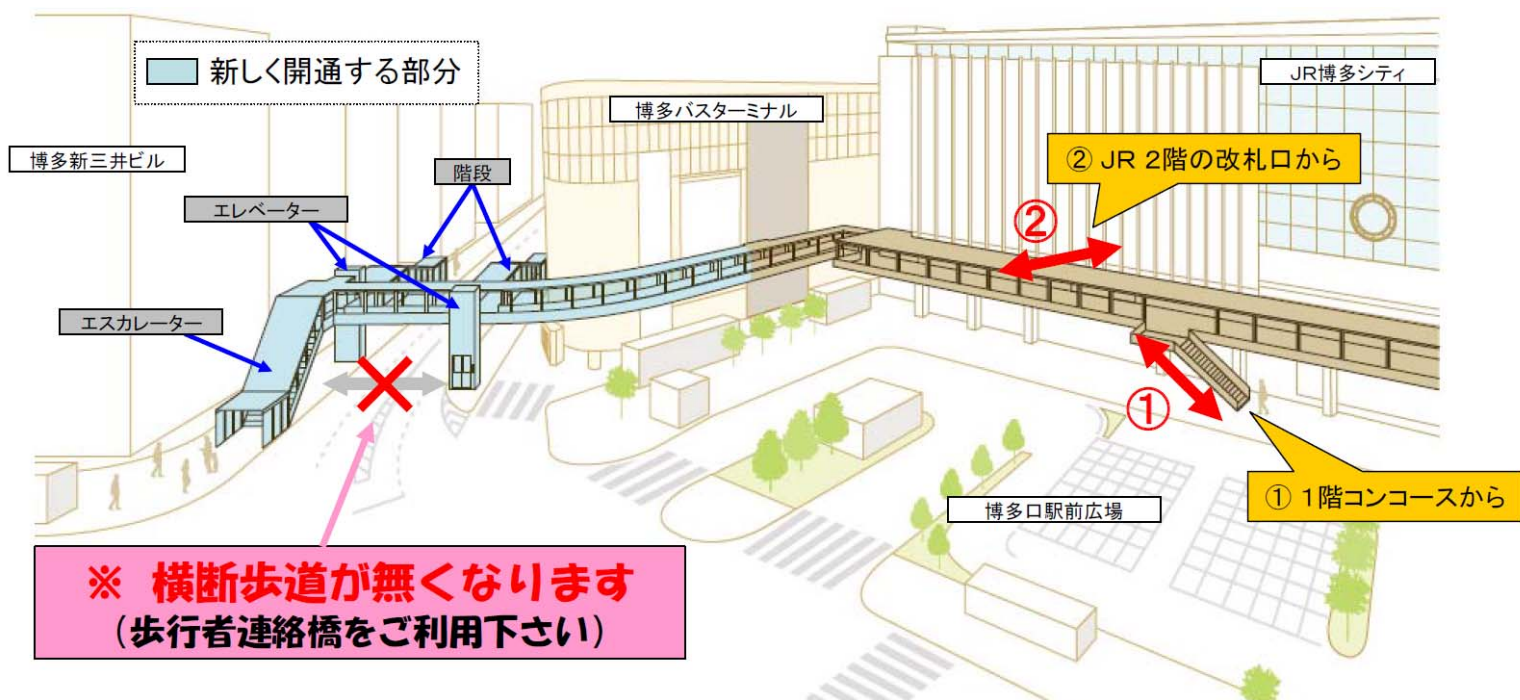 新しく開通する部分
JR博多シティ
博多バスターミナル
博多新三井ビル
② JR 2階の改札口から
階段
エレベーター
②
エスカレーター
①
① 1階コンコースから
博多口駅前広場
※ 横断歩道が無くなります
(歩行者連絡橋をご利用下さい)